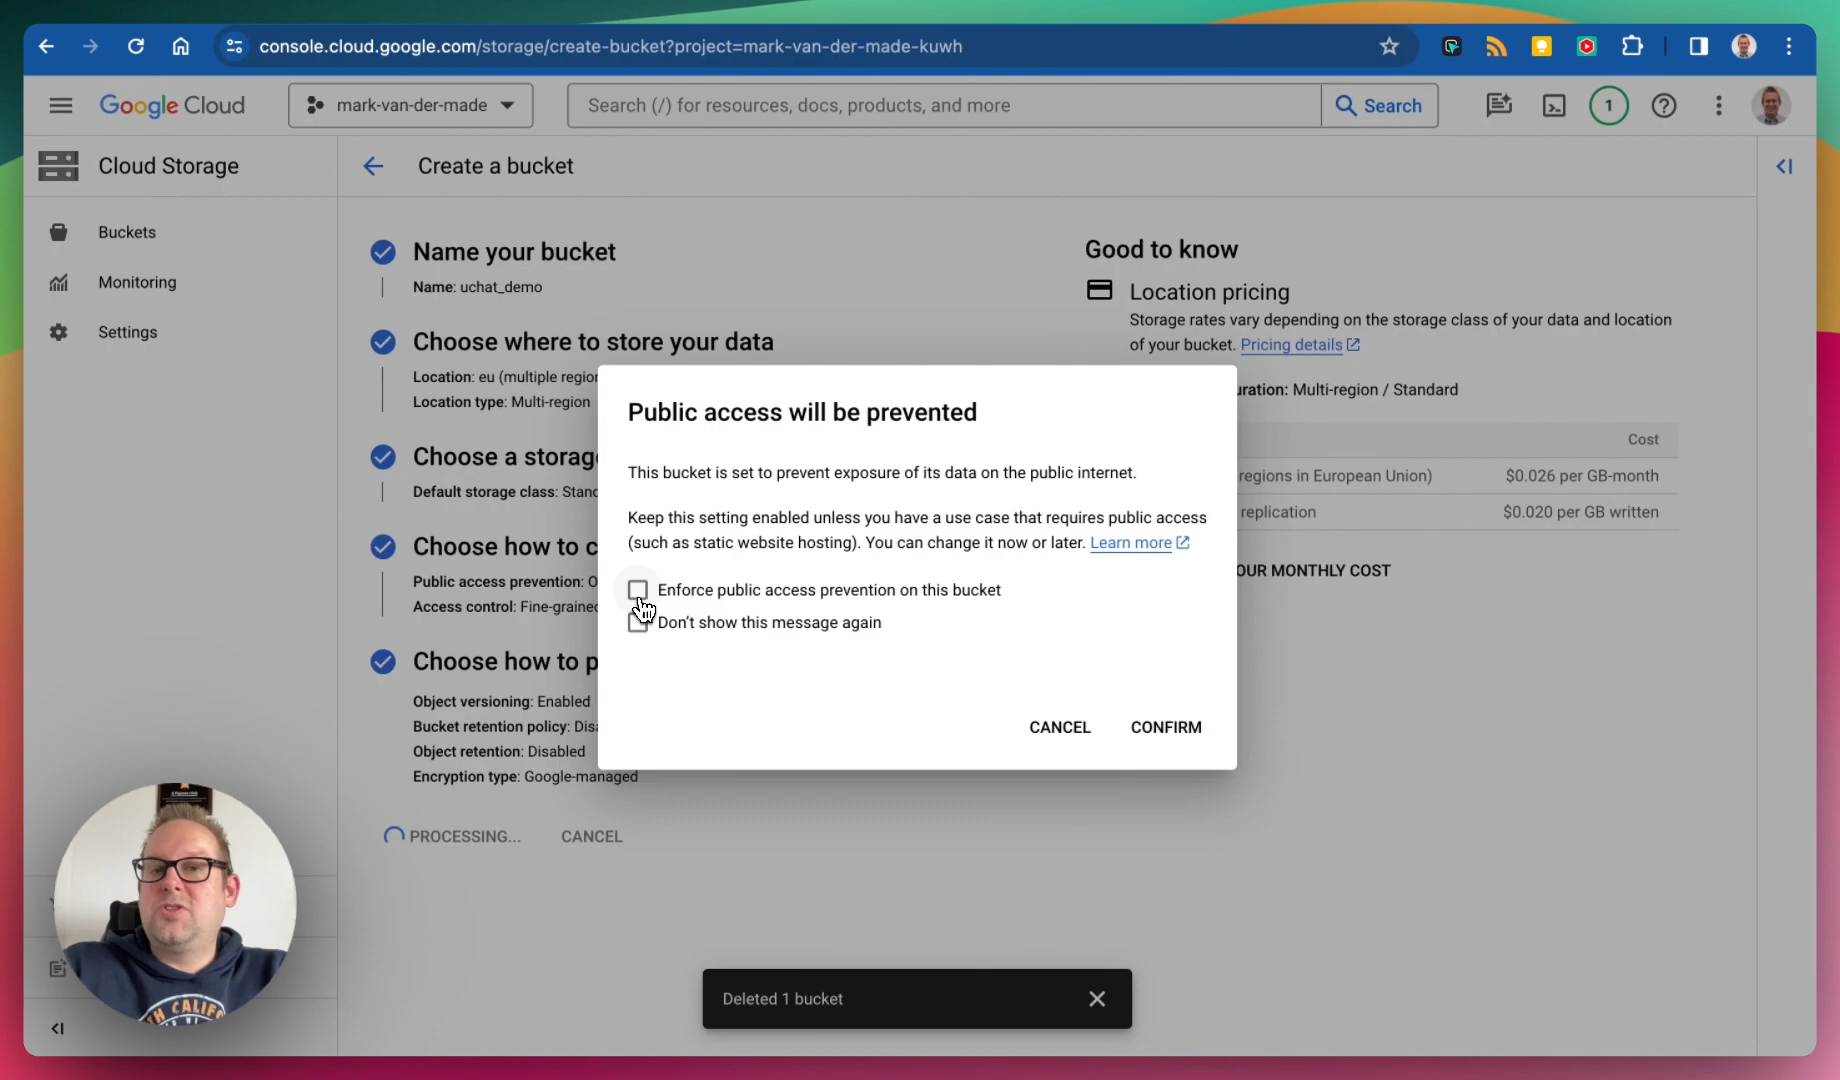 console.cloud.google.com/storage/create-bucket?project=mark-van-der-made-kuwh
Google Cloud
mark-van-der-made
Search (/) for resources, docs, products, and more
Search
1
Cloud Storage
Create a bucket
Buckets
Monitoring
Settings
Name your bucket
Name: uchat_demo
Choose where to store your data
Location: eu (multiple region
Location type: Multi-region
Choose a storag
Default storage class: Stan
Choose how to c
Public access prevention: O
Access control: Fine-graine
Choose how to p
Object versioning: Enabled
Bucket retention policy: Disa
Object retention: Disabled
Encryption type: Google-managed
PROCESSING...
CANCEL
Good to know
Location pricing
Storage rates vary depending on the storage class of your data and location
of your bucket. Pricing details
uration: Multi-region / Standard
Cost
regions in European Union)
$0.026 per GB-month
replication
$0.020 per GB written
OUR MONTHLY COST
Public access will be prevented
This bucket is set to prevent exposure of its data on the public internet.
Keep this setting enabled unless you have a use case that requires public access
(such as static website hosting). You can change it now or later. Learn more
Enforce public access prevention on this bucket
Don't show this message again
CANCEL
CONFIRM
Deleted 1 bucket